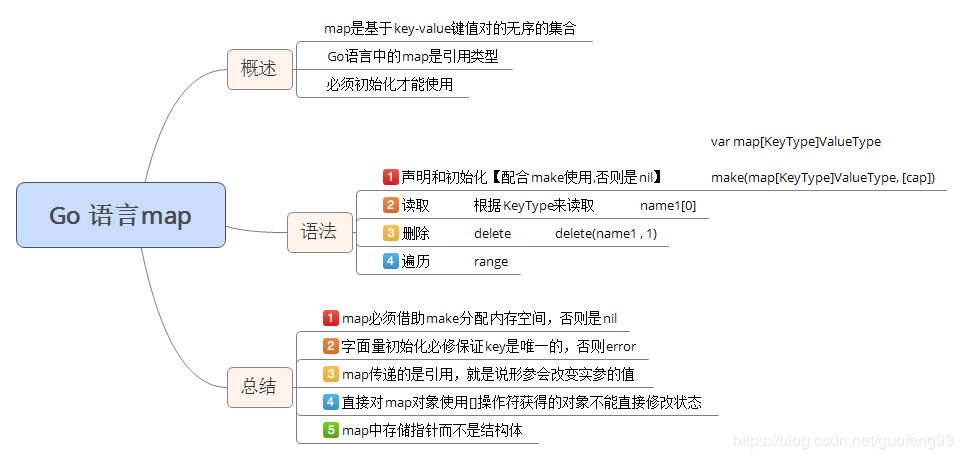 Go 语言map
概述
map是基于key-value键值对的无序的集合
Go语言中的map是引用类型
必须初始化才能使用
语法
var map[KeyType]ValueType
1 声明和初始化【配合make使用,否则是nil】 make(map[KeyType]ValueType, [cap])
2 读取 根据KeyType来读取 name1[0]
3 删除 delete delete(name1 , 1)
4 遍历 range
总结
1 map必须借助make分配内存空间，否则是nil
2 字面量初始化必修保证key是唯一的，否则error
3 map传递的是引用，就是说形参会改变实参的值
4 直接对map对象使用[]操作符获得的对象不能直接修改状态
5 map中存储指针而不是结构体
https://blog.csdn.net/guofeng93